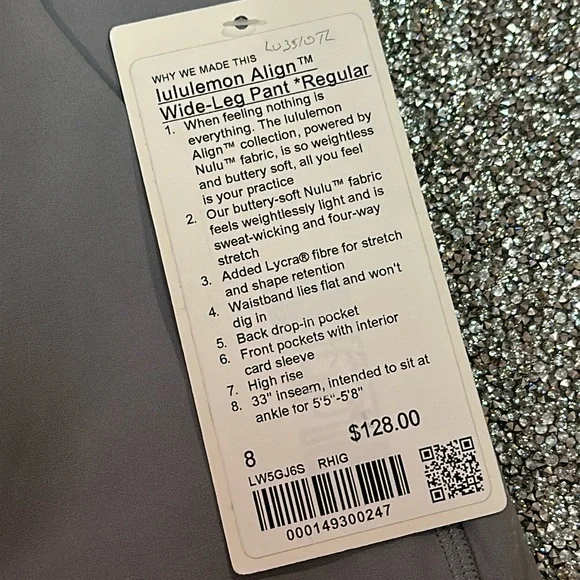 LU3510TL
WHY WE MADE THIS
lululemon Align™
Wide-Leg Pant *Regular
1. When feeling nothing is
everything. The lululemon
Align™ collection, powered by
Nulu™ fabric, is so weightless
and buttery soft, all you feel
is your practice
2. Our buttery-soft Nulu™ fabric
feels weightlessly light and is
sweat-wicking and four-way
stretch
3. Added Lycra® fibre for stretch
and shape retention
4. Waistband lies flat and won't
dig in
5. Back drop-in pocket
6. Front pockets with interior
card sleeve
7. High rise
8. 33" inseam, intended to sit at
ankle for 5'5"-5'8"
8 $128.00
LW5GJ6S RHIG
000149300247